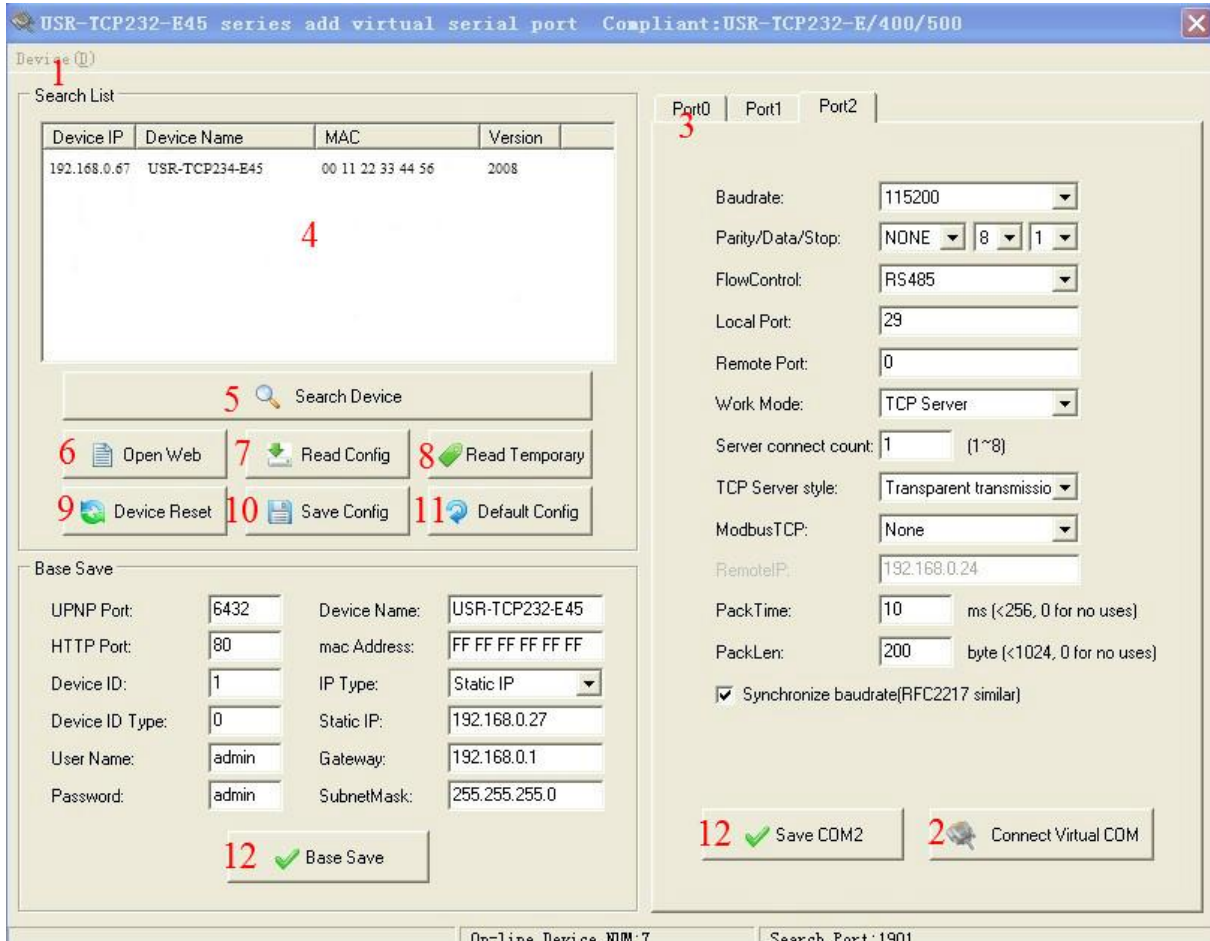 USR-TCP232-E45 series add virtual serial port Compliant:USR-TCP232-E/400/500
Device(D)
1
Search List
Device IP Device Name MAC Version
192.168.0.67 USR-TCP234-E45 00 11 22 33 44 56 2008
4
5 Search Device
6 Open Web 7 Read Config 8 Read Temporary
9 Device Reset 10 Save Config 11 Default Config
Base Save
UPNP Port: 6432 Device Name: USR-TCP232-E45
HTTP Port: 80 mac Address: FF FF FF FF FF FF
Device ID: 1 IP Type: Static IP
Device ID Type: 0 Static IP: 192.168.0.27
User Name: admin Gateway: 192.168.0.1
Password: admin SubnetMask: 255.255.255.0
12 Base Save
Port0 Port1 Port2
3
Baudrate: 115200
Parity/Data/Stop: NONE 8 1
FlowControl: RS485
Local Port: 29
Remote Port: 0
Work Mode: TCP Server
Server connect count: 1 (1~8)
TCP Server style: Transparent transmissio
ModbusTCP: None
RemoteIP: 192.168.0.24
PackTime: 10 ms (<256, 0 for no uses)
PackLen: 200 byte (<1024, 0 for no uses)
Synchronize baudrate(RFC2217 similar)
12 Save COM2 2 Connect Virtual COM
On-line Device NUM:7 Search Port:1901